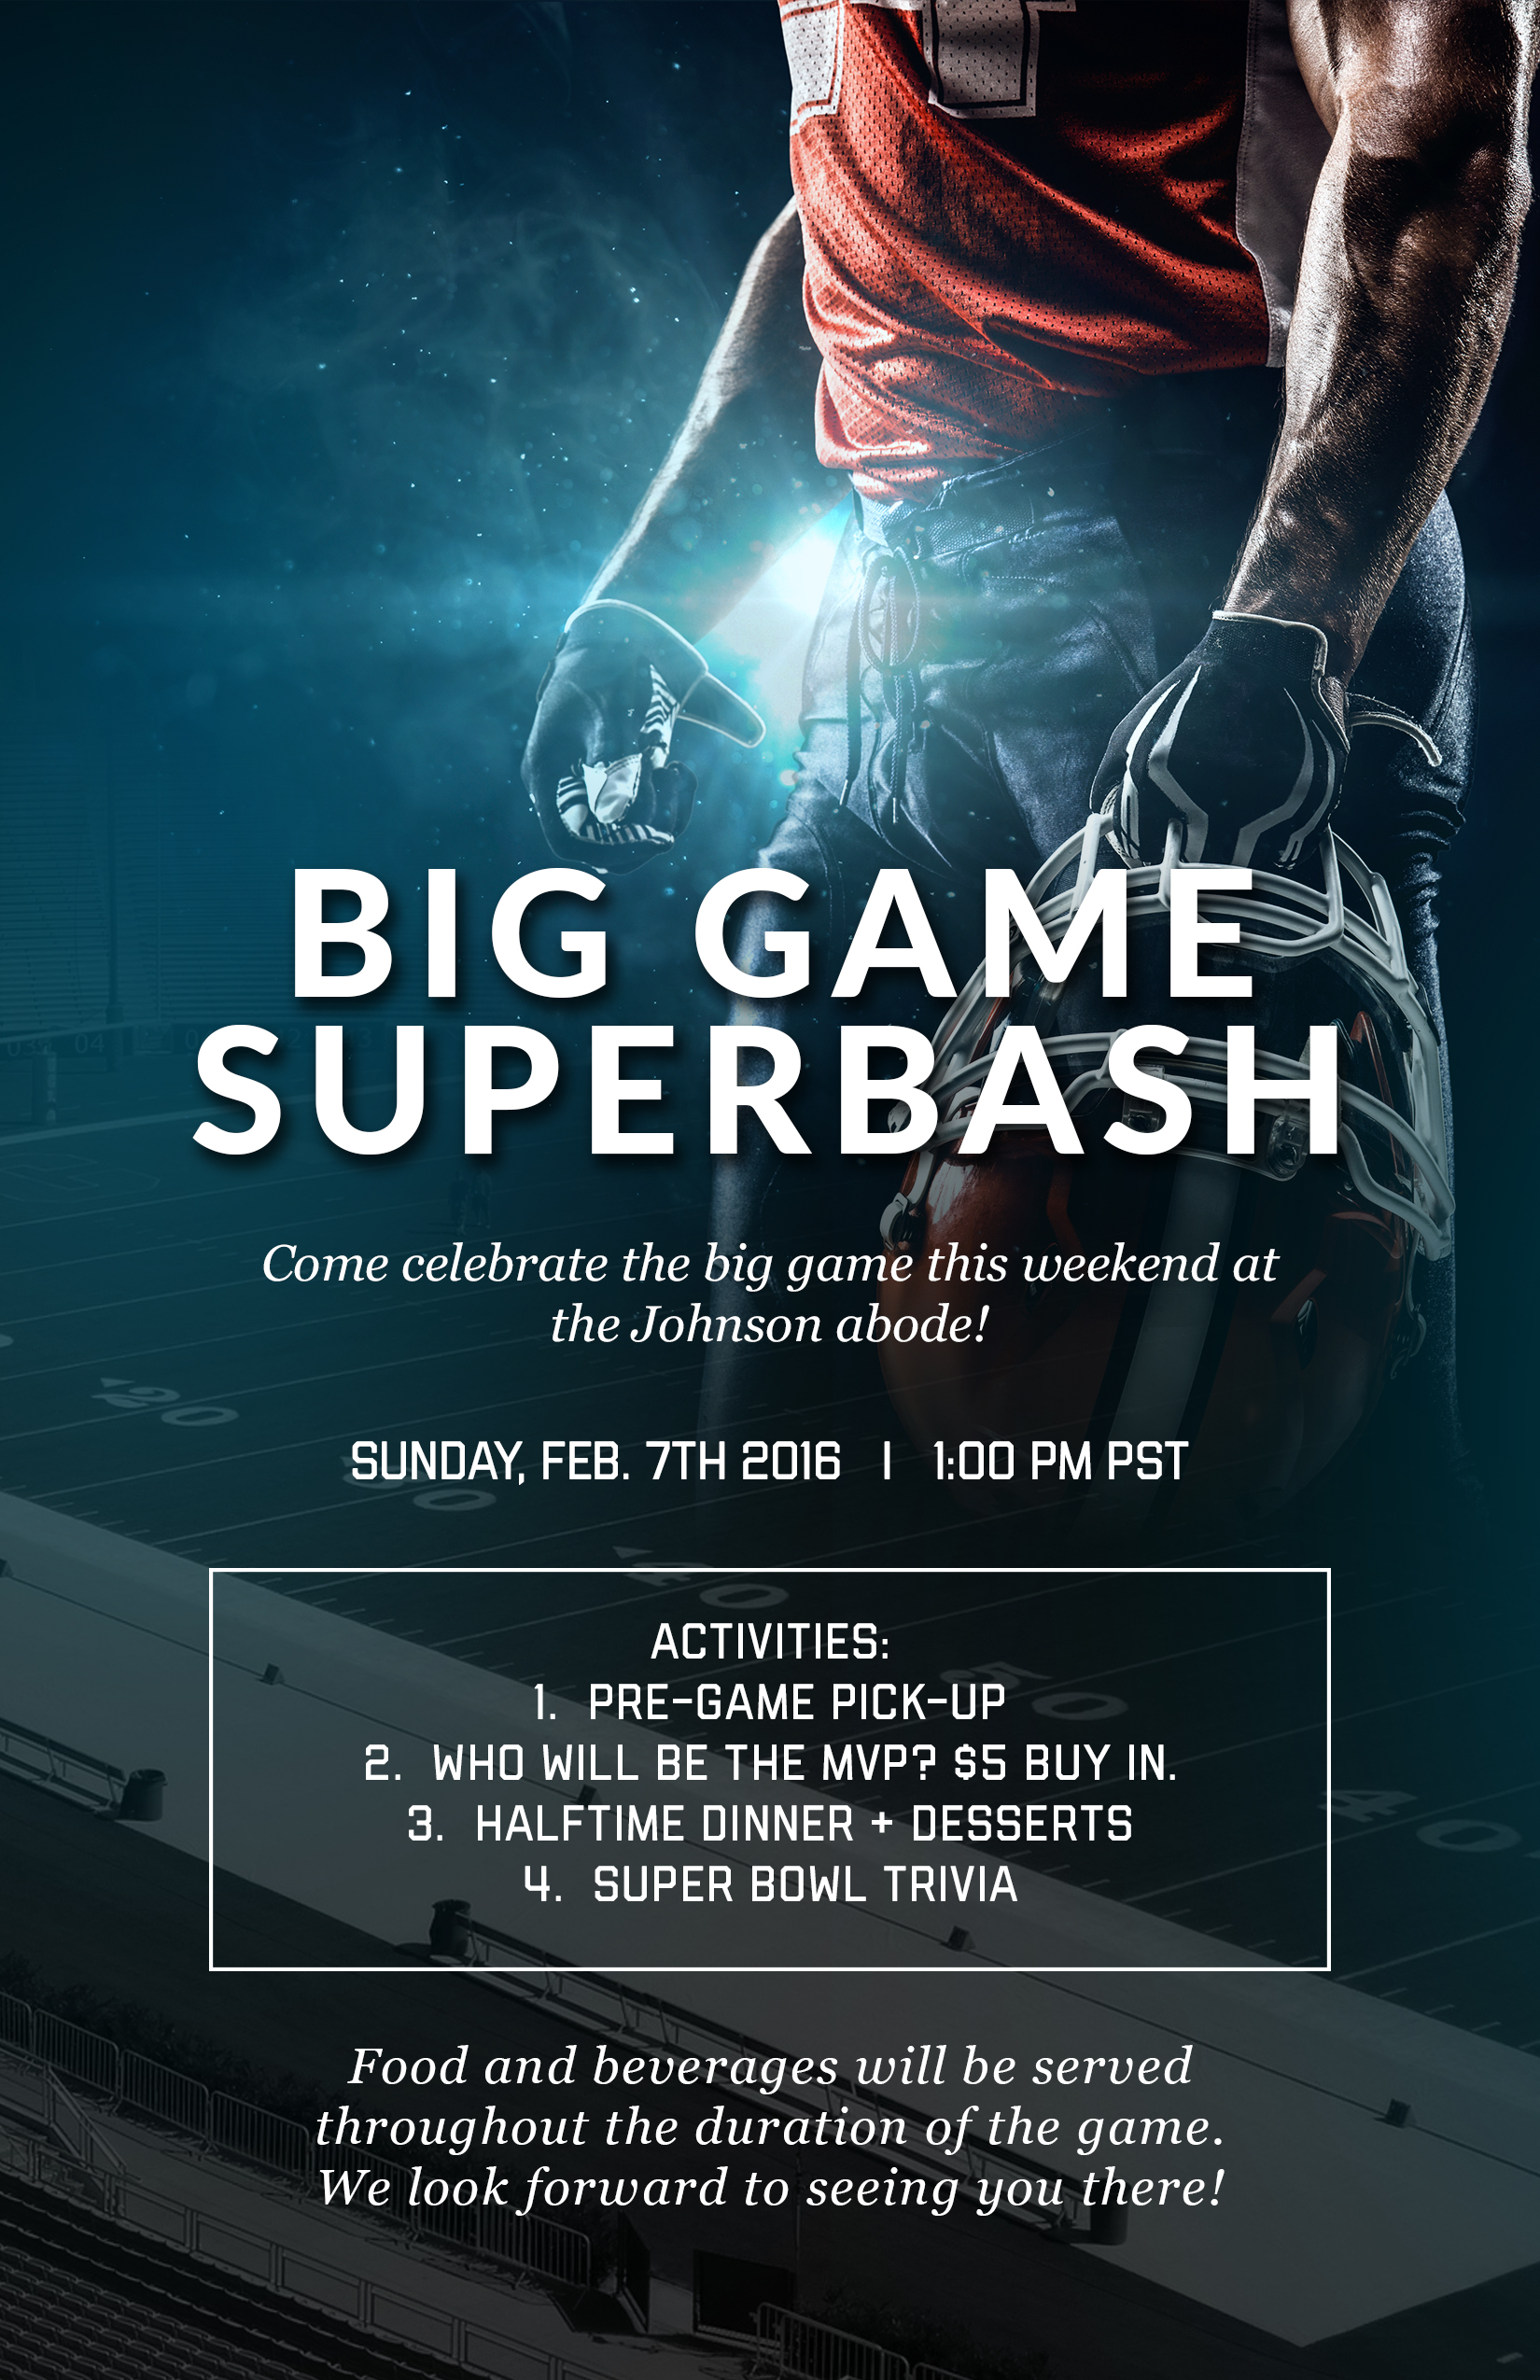 BIG GAME
SUPERBASH
Come celebrate the big game this weekend at
the Johnson abode!
SUNDAY, FEB. 7TH 2016 | 1:00 PM PST
ACTIVITIES:
1. PRE-GAME PICK-UP
2. WHO WILL BE THE MVP? $5 BUY IN.
3. HALFTIME DINNER + DESSERTS
4. SUPER BOWL TRIVIA
Food and beverages will be served
throughout the duration of the game.
We look forward to seeing you there!